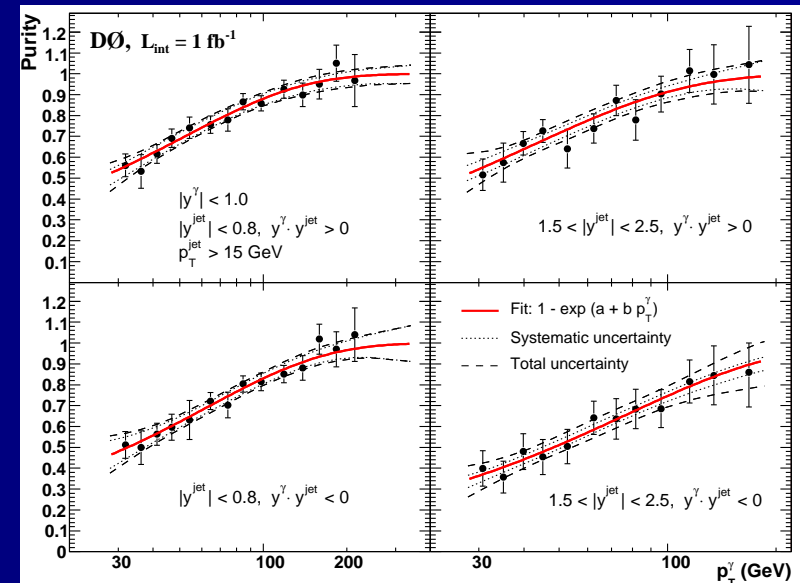 Purity
DØ, L_int = 1 fb^-1
1.2
1.1
1
0.9
0.8
0.7
0.6
0.5
0.4
0.3
0.2
0.1
|y^γ| < 1.0
|y^jet| < 0.8, y^γ · y^jet > 0
p_T^jet > 15 GeV
1.5 < |y^jet| < 2.5, y^γ · y^jet > 0
1.2
1.1
1
0.9
0.8
0.7
0.6
0.5
0.4
0.3
0.2
0.1
0
|y^jet| < 0.8, y^γ · y^jet < 0
Fit: 1 - exp (a + b p_T^γ)
Systematic uncertainty
Total uncertainty
1.5 < |y^jet| < 2.5, y^γ · y^jet < 0
30 100 200
30 100
p_T^γ (GeV)